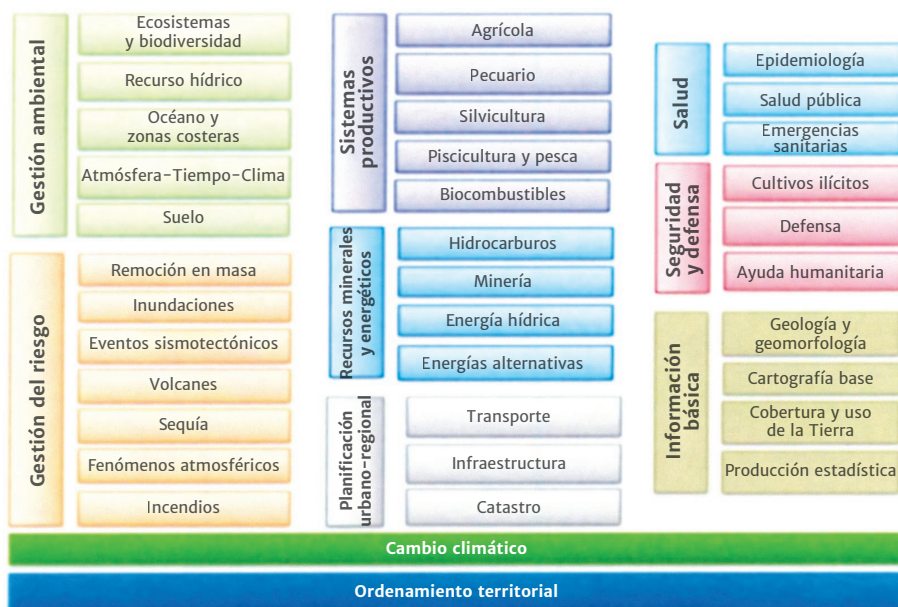 Gestión ambiental
Ecosistemas
y biodiversidad
Recurso hídrico
Océano y
zonas costeras
Atmósfera-Tiempo-Clima
Suelo
Gestión del riesgo
Remoción en masa
Inundaciones
Eventos sismotectónicos
Volcanes
Sequía
Fenómenos atmosféricos
Incendios
Sistemas
productivos
Agrícola
Pecuario
Silvicultura
Piscicultura y pesca
Biocombustibles
Recursos minerales
y energéticos
Hidrocarburos
Minería
Energía hídrica
Energías alternativas
Planificación
urbano-regional
Transporte
Infraestructura
Catastro
Salud
Epidemiología
Salud pública
Emergencias
sanitarias
Seguridad
y defensa
Cultivos ilícitos
Defensa
Ayuda humanitaria
Información
básica
Geología y
geomorfología
Cartografía base
Cobertura y uso
de la Tierra
Producción estadística
Cambio climático
Ordenamiento territorial